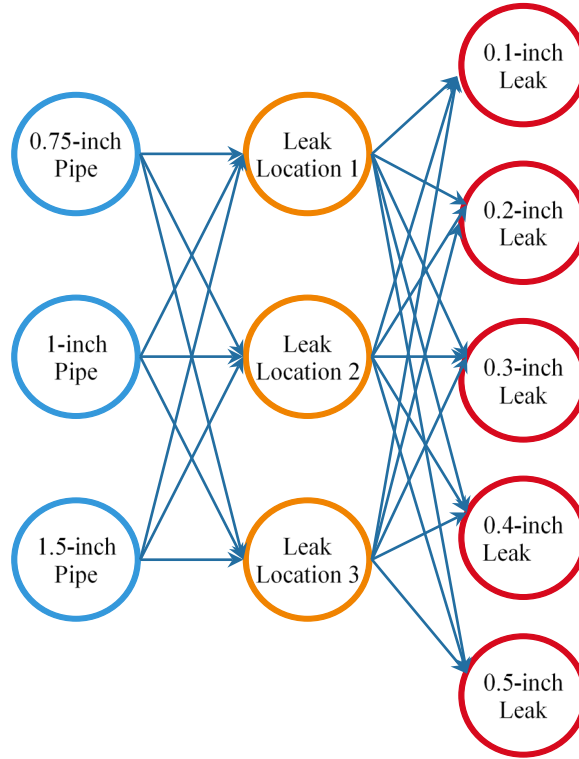 0.75-inch
Pipe
1-inch
Pipe
1.5-inch
Pipe
Leak
Location 1
Leak
Location 2
Leak
Location 3
0.1-inch
Leak
0.2-inch
Leak
0.3-inch
Leak
0.4-inch
Leak
0.5-inch
Leak